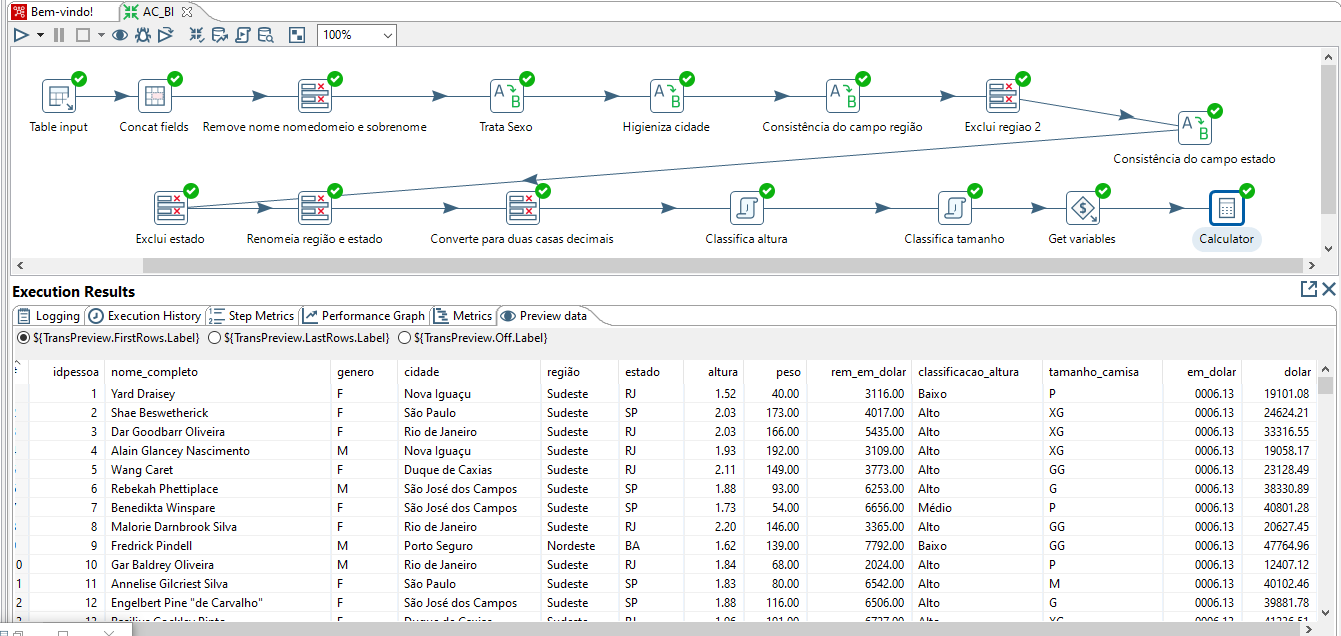 Bem-vindo! AC_BI
100%
Table input Concat fields Remove nome nomedomeio e sobrenome Trata Sexo Higieniza cidade Consistência do campo região Exclui regiao 2
Consistência do campo estado
Exclui estado Renomeia região e estado Converte para duas casas decimais Classifica altura Classifica tamanho Get variables Calculator
Execution Results
Logging Execution History Step Metrics Performance Graph Metrics Preview data
${TransPreview.FirstRows.Label} ${TransPreview.LastRows.Label} ${TransPreview.Off.Label}
idpessoa nome_completo genero cidade região estado altura peso rem_em_dolar classificacao_altura tamanho_camisa em_dolar dolar
1 Yard Draisey F Nova Iguaçu Sudeste RJ 1.52 40.00 3116.00 Baixo P 0006.13 19101.08
2 Shae Beswetherick F São Paulo Sudeste SP 2.03 173.00 4017.00 Alto XG 0006.13 24624.21
3 Dar Goodbarr Oliveira F Rio de Janeiro Sudeste RJ 2.03 166.00 5435.00 Alto XG 0006.13 33316.55
4 Alain Glancey Nascimento M Nova Iguaçu Sudeste RJ 1.93 192.00 3109.00 Alto XG 0006.13 19058.17
5 Wang Caret F Duque de Caxias Sudeste RJ 2.11 149.00 3773.00 Alto GG 0006.13 23128.49
6 Rebekah Phettiplace M São José dos Campos Sudeste SP 1.88 93.00 6253.00 Alto G 0006.13 38330.89
7 Benedikta Winspare F São José dos Campos Sudeste SP 1.73 54.00 6656.00 Médio P 0006.13 40801.28
8 Malorie Darnbrook Silva F Rio de Janeiro Sudeste RJ 2.20 146.00 3365.00 Alto GG 0006.13 20627.45
9 Fredrick Pindell M Porto Seguro Nordeste BA 1.62 139.00 7792.00 Baixo GG 0006.13 47764.96
0 10 Gar Baldrey Oliveira M Rio de Janeiro Sudeste RJ 1.84 68.00 2024.00 Alto P 0006.13 12407.12
1 11 Annelise Gilcriest Silva F São Paulo Sudeste SP 1.83 80.00 6542.00 Alto M 0006.13 40102.46
2 12 Engelbert Pine "de Carvalho" F São José dos Campos Sudeste SP 1.88 116.00 6506.00 Alto G 0006.13 39881.78